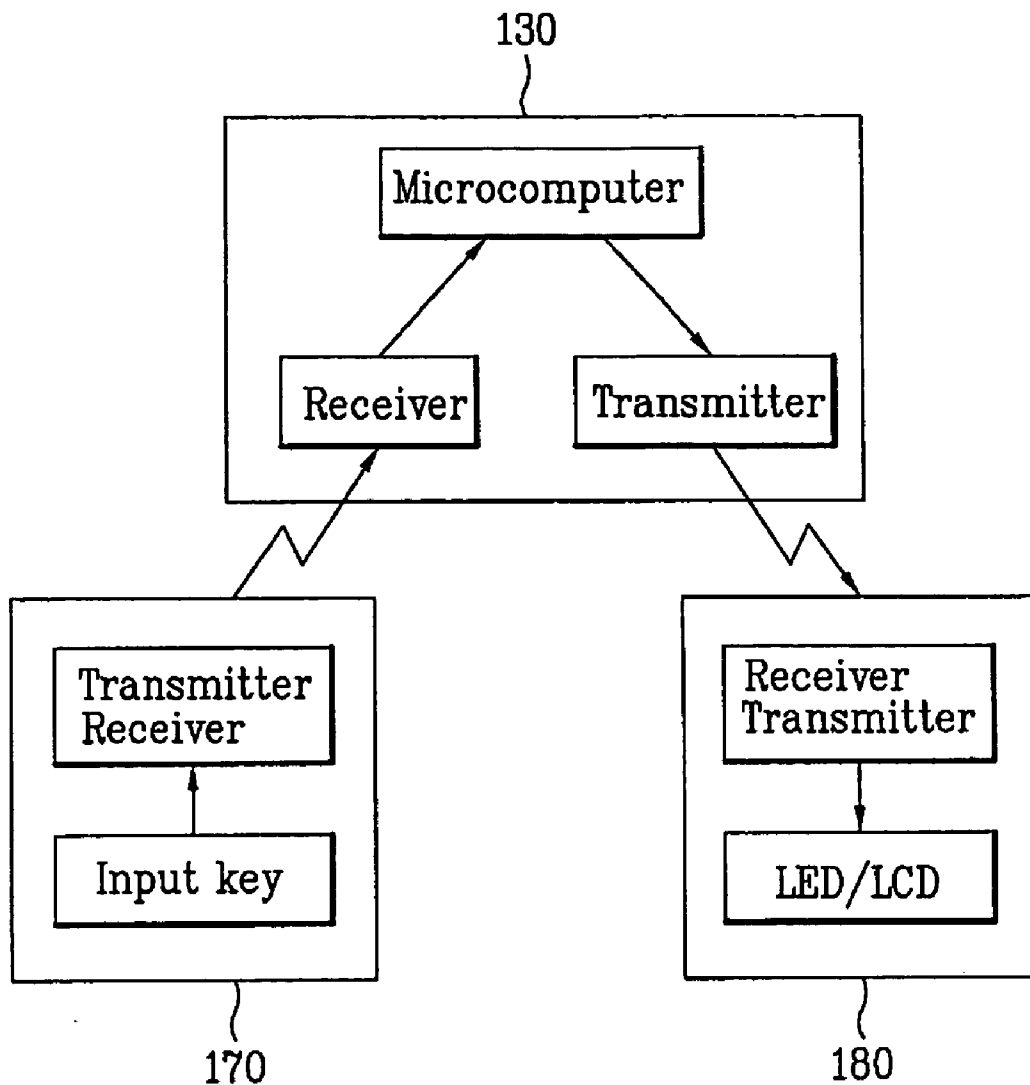 130
Microcomputer
Receiver
Transmitter
Transmitter
Receiver
Input key
Receiver
Transmitter
LED/LCD
170
180